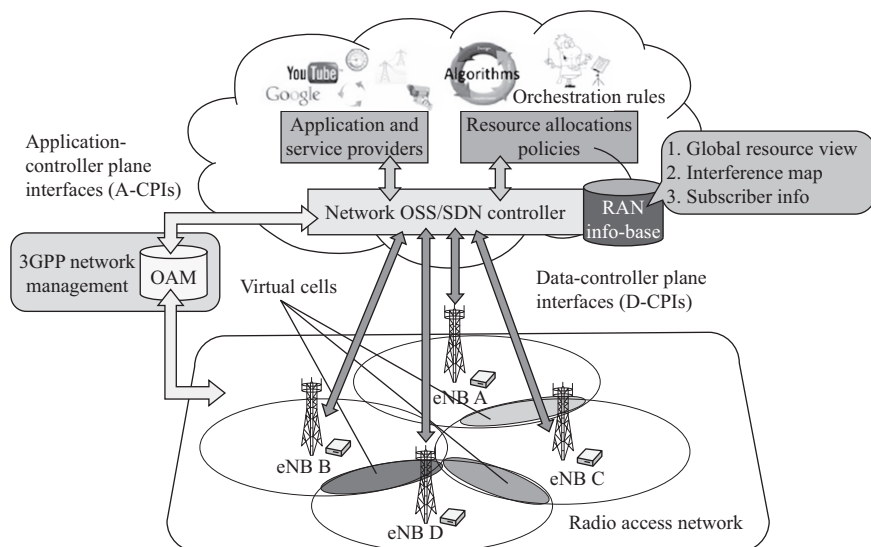 You Tube
Google
Algorithms
Orchestration rules
Application and
service providers
Resource allocations
policies
1. Global resource view
2. Interference map
3. Subscriber info
Application-
controller plane
interfaces (A-CPIs)
Network OSS/SDN controller
RAN
info-base
3GPP network
management
OAM
Virtual cells
Data-controller plane
interfaces (D-CPIs)
eNB A
eNB B
eNB C
eNB D
Radio access network